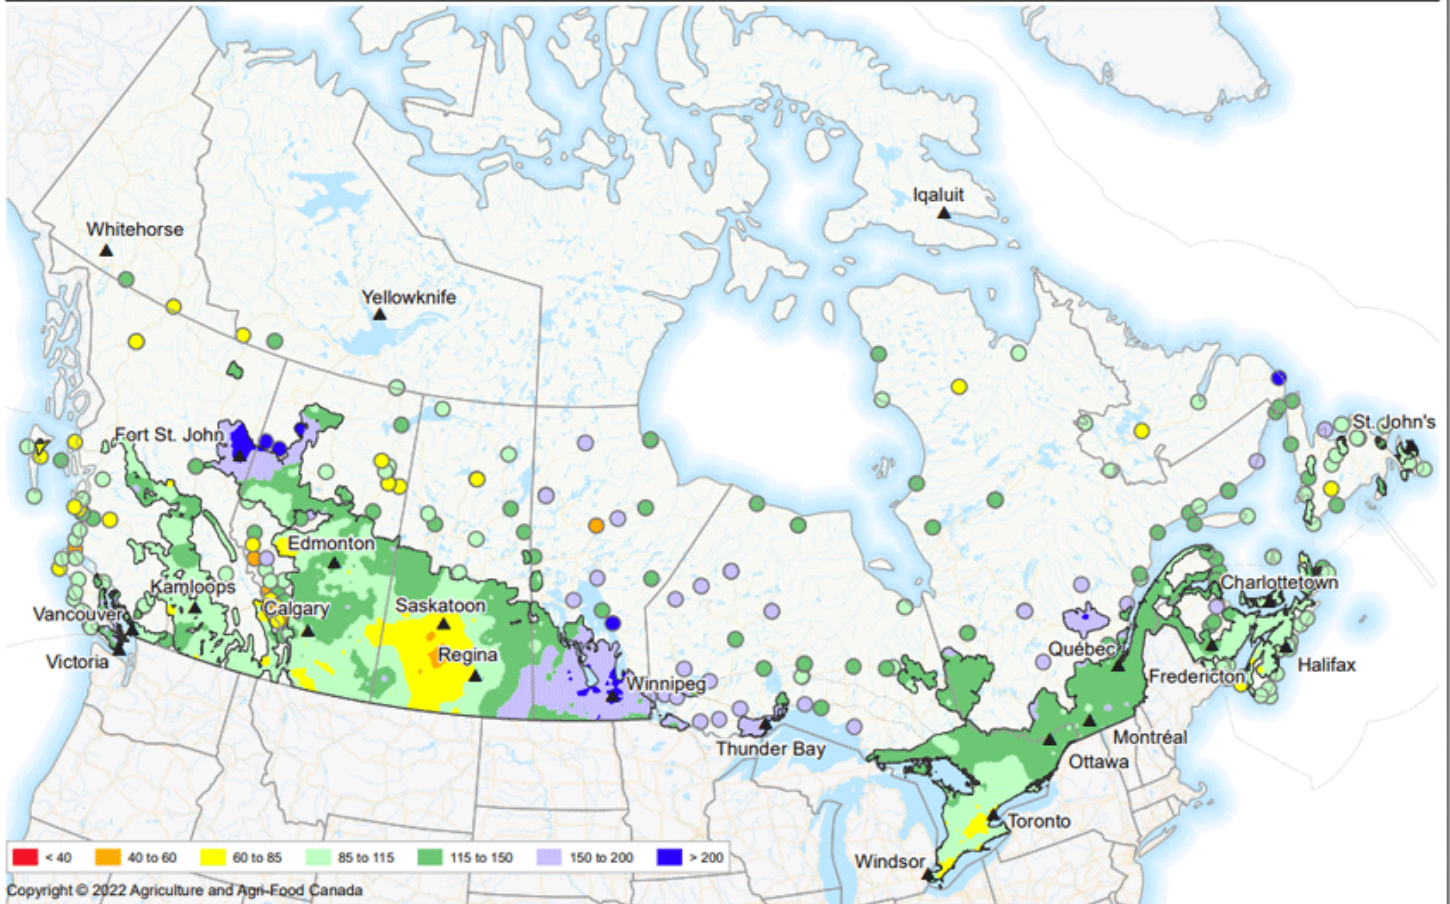 Iqaluit
Whitehorse
Yellowknife
Fort St. John
St. John's
Edmonton
Kamloops
Calgary
Saskatoon
Charlottetown
Vancouver
Victoria
Regina
Québec
Halifax
Fredericton
Winnipeg
Thunder Bay
Montréal
Ottawa
Toronto
Windsor
< 40 40 to 60 60 to 85 85 to 115 115 to 150 150 to 200 > 200
Copyright © 2022 Agriculture and Agri-Food Canada